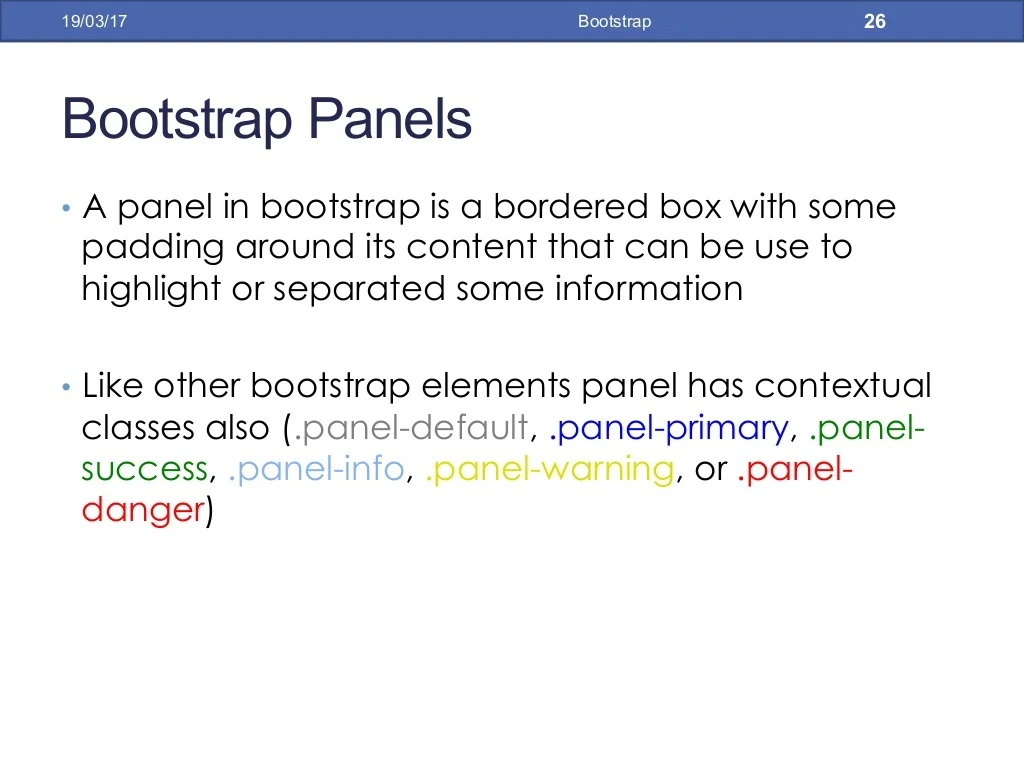 19/03/17 Bootstrap 26
Bootstrap Panels
• A panel in bootstrap is a bordered box with some
padding around its content that can be use to
highlight or separated some information
• Like other bootstrap elements panel has contextual
classes also (.panel-default, .panel-primary, .panel-
success, .panel-info, .panel-warning, or .panel-
danger)